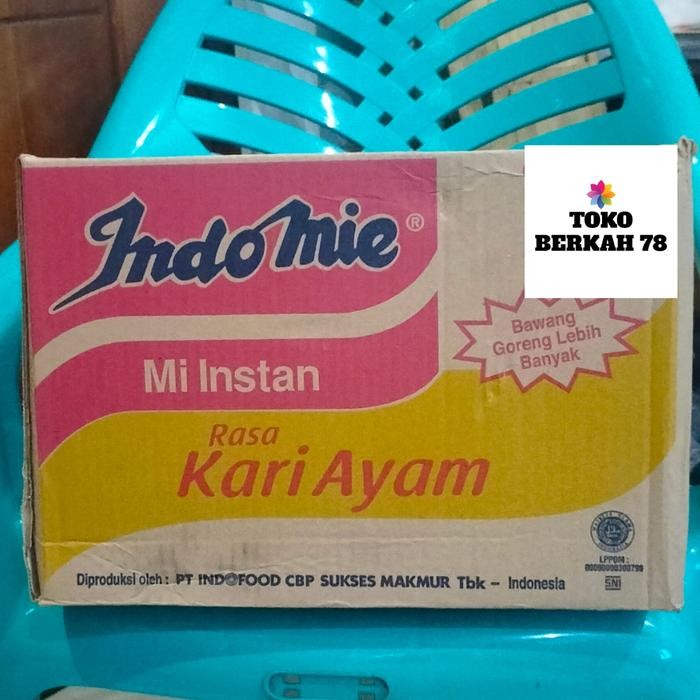 Indomie®
TOKO
BERKAH 78
Bawang
Goreng Lebih
Banyak
Mi Instan
Rasa
Kari Ayam
LPPOM :
00090000300799
SNI
Diproduksi oleh : PT INDOFOOD CBP SUKSES MAKMUR Tbk – Indonesia